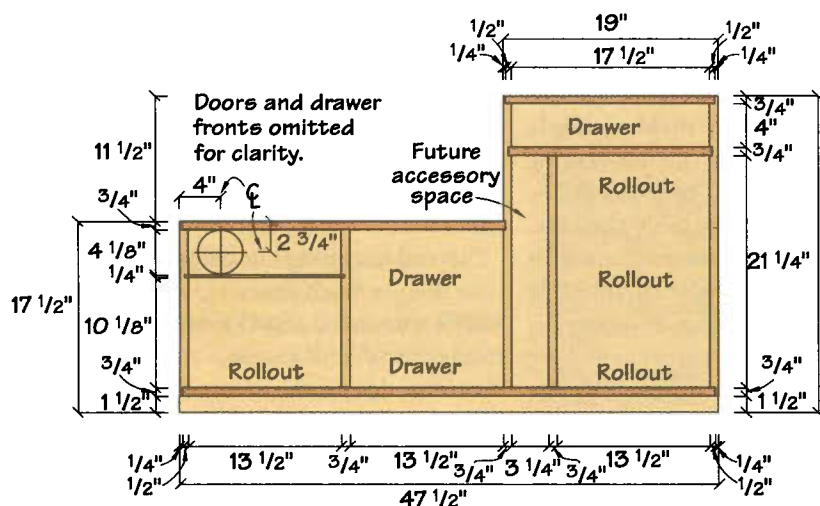 19"
1/2"
1/2"
1/4"
17 1/2"
1/4"
Doors and drawer
fronts omitted
for clarity.
11 1/2"
3/4"
4"
3/4"
Drawer
Future
accessory
space
Rollout
4"
℄
3/4"
2 3/4"
4 1/8"
1/4"
17 1/2"
10 1/8"
3/4"
1 1/2"
Drawer
Rollout
21 1/4"
Rollout
Drawer
Rollout
3/4"
1 1/2"
1/4"
1/2"
13 1/2"
3/4"
13 1/2"
3/4"
3 1/4"
3/4"
13 1/2"
1/4"
1/2"
47 1/2"